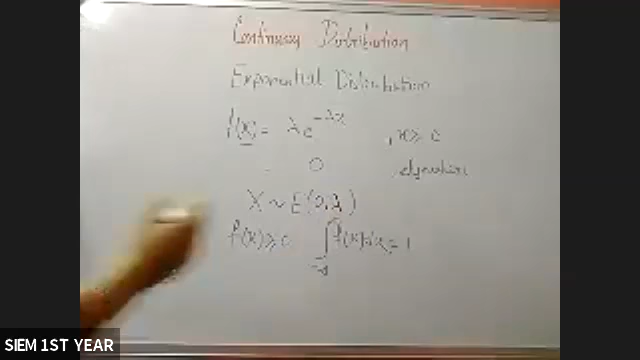 Continuous Distribution
Exponential Distribution
f(x) = λe^-λx , x ≥ 0
0 , elsewhere
X ~ E(0, λ)
f(x) ≥ 0 ∫ f(x) dx = 1
-∞
SIEM 1ST YEAR